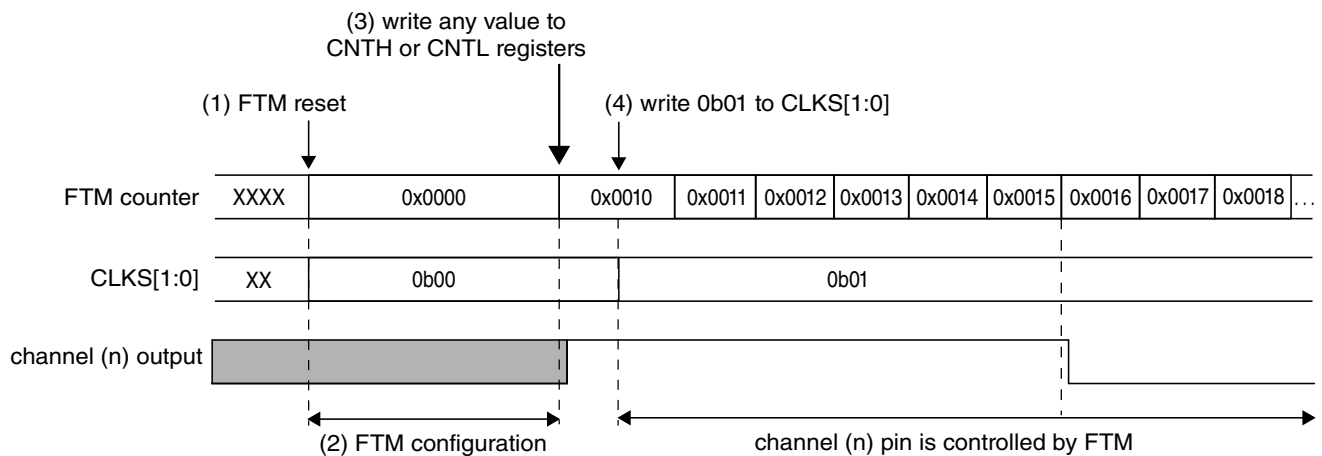 (3) write any value to
CNTH or CNTL registers
(1) FTM reset
(4) write 0b01 to CLKS[1:0]
FTM counter XXXX 0x0000 0x0010 0x0011 0x0012 0x0013 0x0014 0x0015 0x0016 0x0017 0x0018 ...
CLKS[1:0] XX 0b00 0b01
channel (n) output
(2) FTM configuration channel (n) pin is controlled by FTM